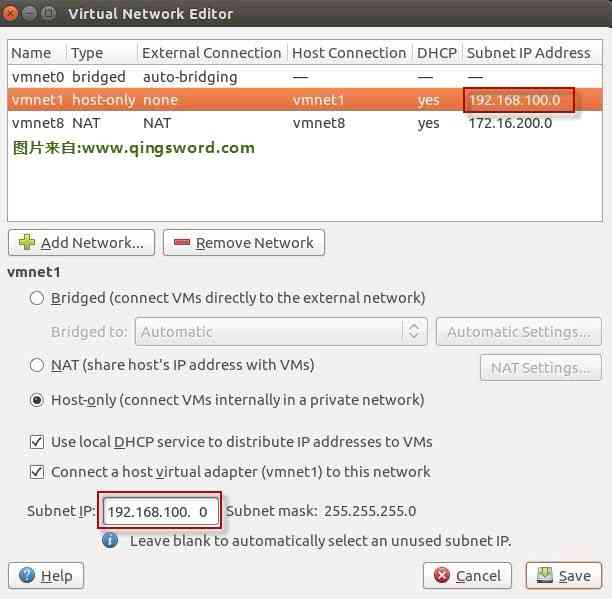 Virtual Network Editor
Name Type External Connection Host Connection DHCP Subnet IP Address
vmnet0 bridged auto-bridging — — —
vmnet1 host-only none vmnet1 yes 192.168.100.0
vmnet8 NAT NAT vmnet8 yes 172.16.200.0
图片来自:www.qingsword.com
Add Network... Remove Network
vmnet1
Bridged (connect VMs directly to the external network)
Bridged to: Automatic Automatic Settings...
NAT (share host's IP address with VMs)
NAT Settings...
Host-only (connect VMs internally in a private network)
Use local DHCP service to distribute IP addresses to VMs
Connect a host virtual adapter (vmnet1) to this network
Subnet IP: 192.168.100. 0 Subnet mask: 255.255.255.0
Leave blank to automatically select an unused subnet IP.
Help Cancel Save